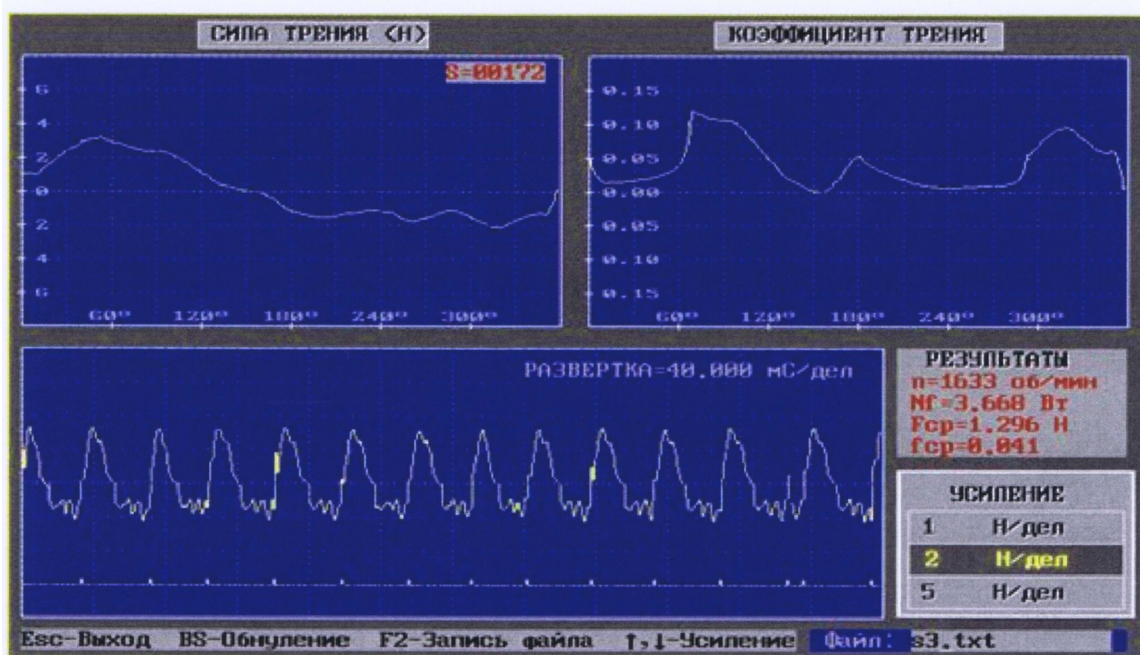 СИЛА ТРЕНИЯ (Н)
S=00172
6
4
2
0
2
4
6
60° 120° 180° 240° 300°
КОЭФФИЦИЕНТ ТРЕНИЯ
0.15
0.10
0.05
0.00
0.05
0.10
0.15
60° 120° 180° 240° 300°
РАЗВЕРТКА=40.000 мС/дел
РЕЗУЛЬТАТЫ
n=1633 об/мин
Nf=3.668 Вт
Fср=1.296 Н
fср=0.041
УСИЛЕНИЕ
1 Н/дел
2 Н/дел
5 Н/дел
Esc-Выход BS-Обнуление F2-Запись файла ↑,↓-Усиление Файл: s3.txt